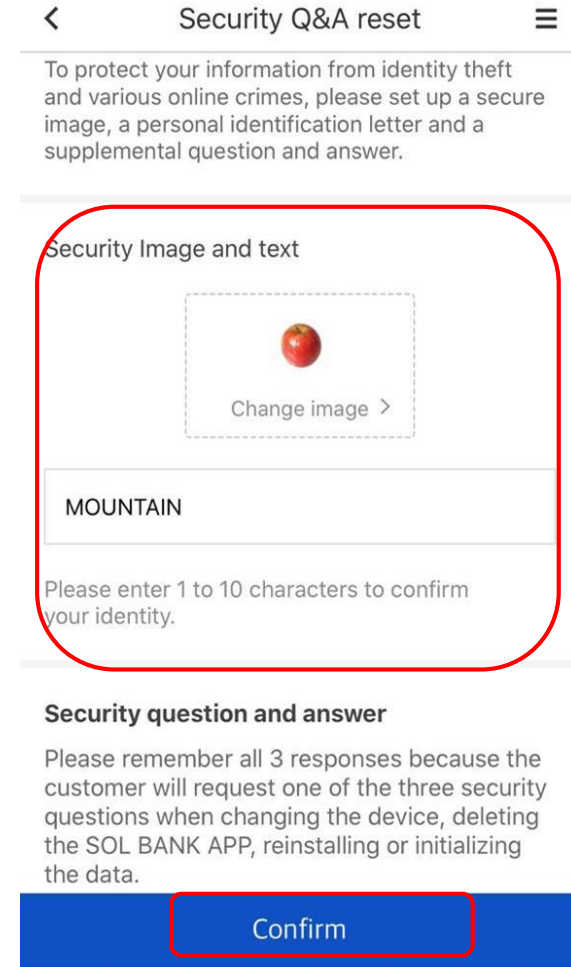 Security Q&A reset
To protect your information from identity theft
and various online crimes, please set up a secure
image, a personal identification letter and a
supplemental question and answer.
Security Image and text
Change image >
MOUNTAIN
Please enter 1 to 10 characters to confirm
your identity.
Security question and answer
Please remember all 3 responses because the
customer will request one of the three security
questions when changing the device, deleting
the SOL BANK APP, reinstalling or initializing
the data.
Confirm